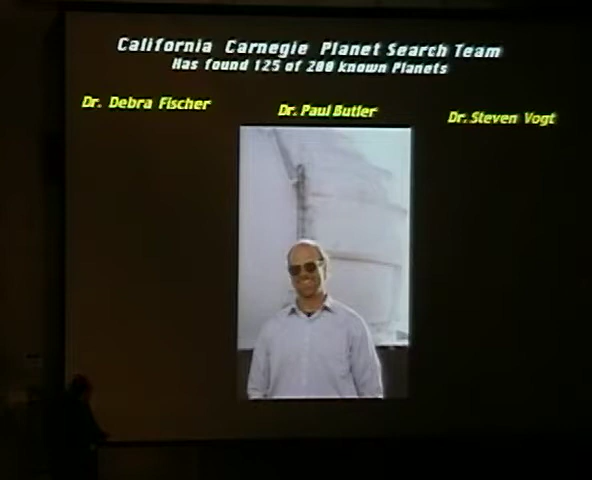 California Carnegie Planet Search Team
Has found 125 of 200 known Planets
Dr. Debra Fischer
Dr. Paul Butler
Dr. Steven Vogt